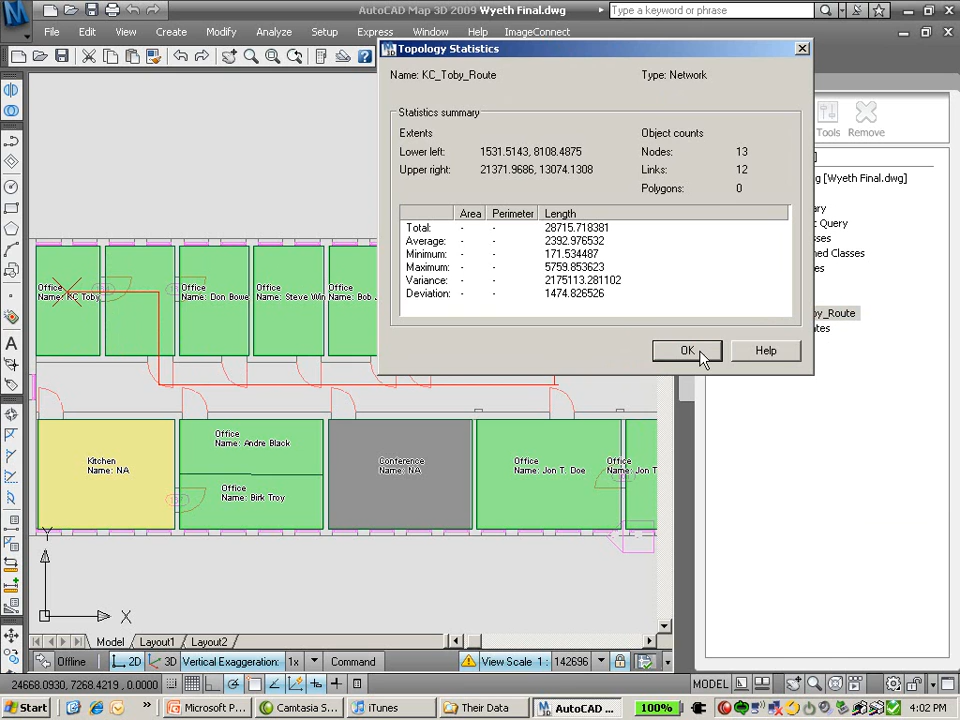 AutoCAD Map 3D 2009 Wyeth Final.dwg
Type a keyword or phrase
File Edit View Create Modify Analyze Setup Express Window Help ImageConnect
Topology Statistics
Name: KC_Toby_Route Type: Network
Statistics summary
Extents Object counts
Lower left: 1531.5143, 8108.4875 Nodes: 13
Upper right: 21371.9686, 13074.1308 Links: 12
Polygons: 0
Area Perimeter Length
Total: - - 28715.718381
Average: - - 2392.976532
Minimum: - - 171.534487
Maximum: - - 5759.853623
Variance: - - 2175113.281102
Deviation: - - 1474.826526
OK Help
Tools Remove
g [Wyeth Final.dwg]
ary
c Query
sses
ed Classes
es
by_Route
ates
Office
Name: KC Toby
Office
Name: Don Bowe
Office
Name: Steve Win
Office
Name: Bob
Kitchen
Name: NA
Office
Name: Andre Black
Office
Name: Birk Troy
Conference
Name: NA
Office
Name: Jon T. Doe
Office
Name: Jon T.
Y
X
Model Layout1 Layout2
Offline 2D 3D Vertical Exaggeration: 1x Command View Scale 1: 142696
24668.0930, 7268.4219, 0.0000 MODEL
Start Microsoft P... Camtasia S... iTunes Their Data AutoCAD ... 100% 4:02 PM